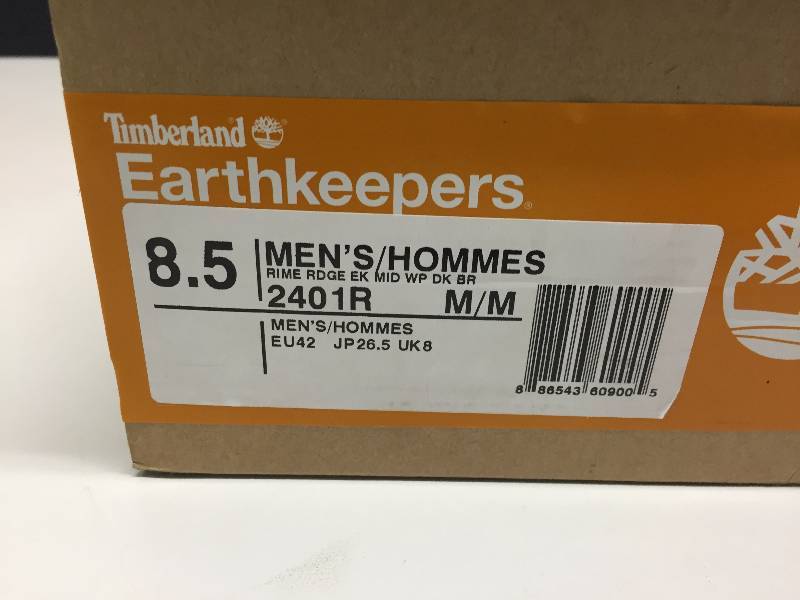 Timberland
Earthkeepers®
8.5
MEN'S/HOMMES
RIME RDGE EK MID WP DK BR
2401R M/M
MEN'S/HOMMES
EU42 JP26.5 UK8
8 86543 60900 5